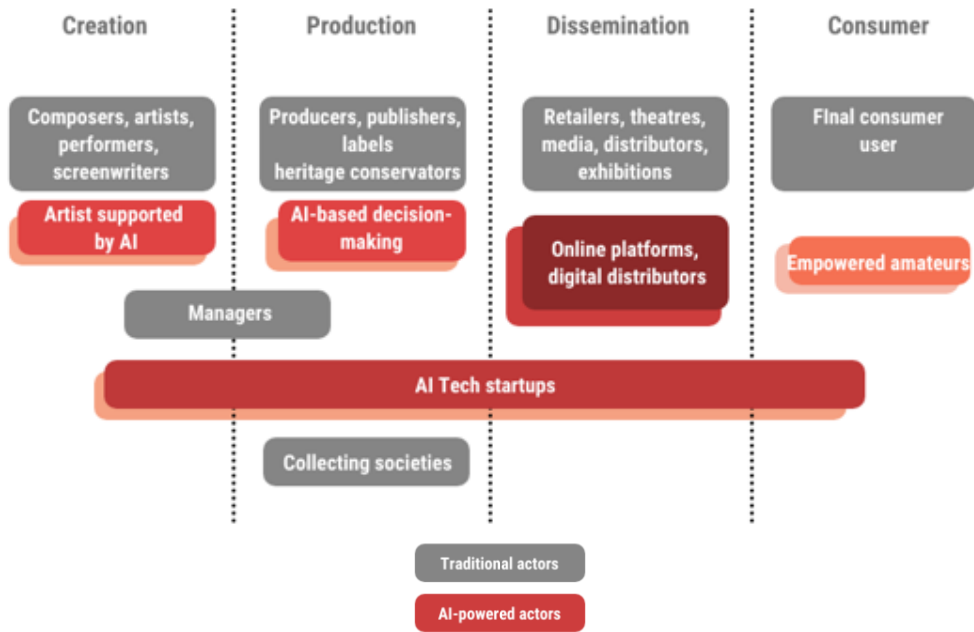 Creation
Production
Dissemination
Consumer
Composers, artists,
performers,
screenwriters
Producers, publishers,
labels
heritage conservators
Retailers, theatres,
media, distributors,
exhibitions
FInal consumer
user
Artist supported
by AI
AI-based decision-
making
Online platforms,
digital distributors
Empowered amateurs
Managers
AI Tech startups
Collecting societies
Traditional actors
AI-powered actors